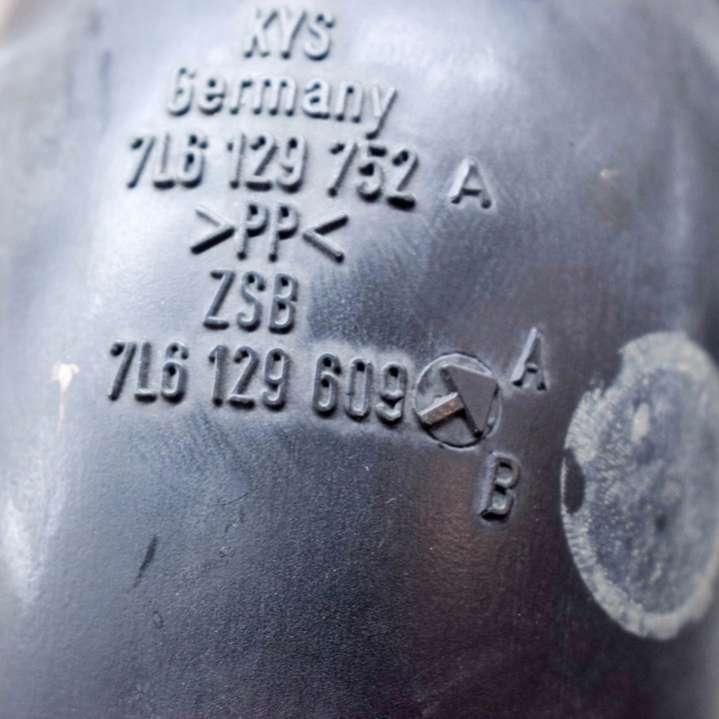 KYS
Germany
7L6 129 752 A
>PP<
ZSB
7L6 129 609 A
B